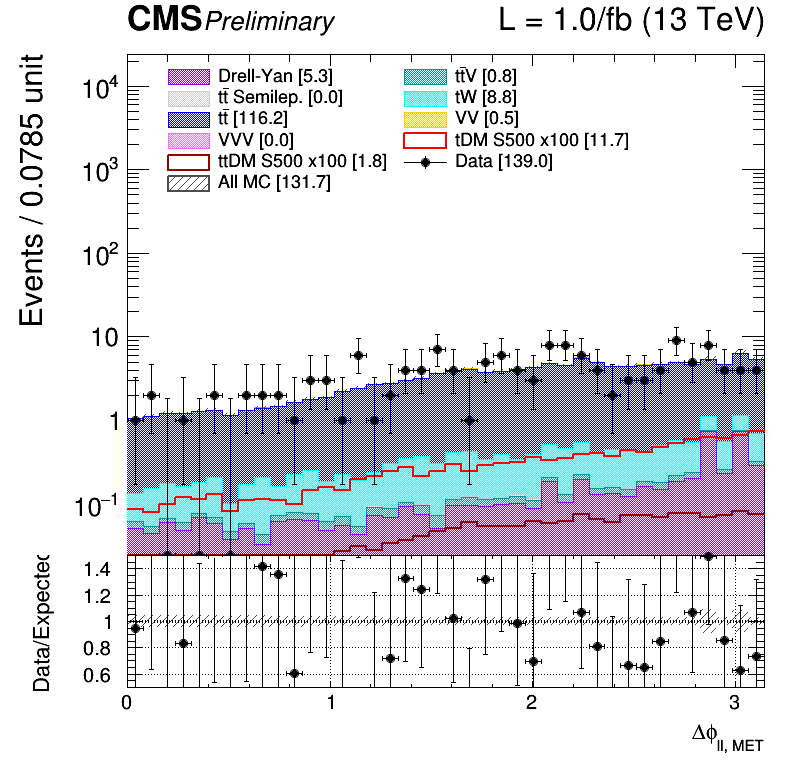 CMS Preliminary L = 1.0/fb (13 TeV)
Events / 0.0785 unit
10⁴
10³
10²
10
1
10⁻¹
Drell-Yan [5.3]
tt̄V [0.8]
tt̄ Semilep. [0.0]
tW [8.8]
tt̄ [116.2]
VV [0.5]
VVV [0.0]
tDM S500 x100 [11.7]
ttDM S500 x100 [1.8]
Data [139.0]
All MC [131.7]
Data/Expected
1.4
1.2
1
0.8
0.6
0 1 2 3
Δϕll, MET